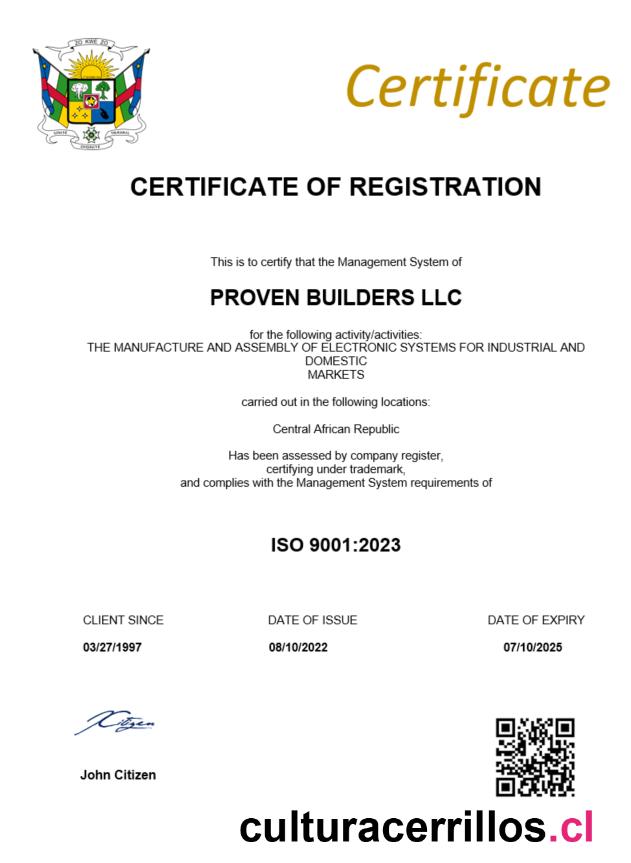 ZO KWE ZO
UNITÉ
TRAVAIL
DIGNITÉ
Certificate
CERTIFICATE OF REGISTRATION
This is to certify that the Management System of
PROVEN BUILDERS LLC
for the following activity/activities:
THE MANUFACTURE AND ASSEMBLY OF ELECTRONIC SYSTEMS FOR INDUSTRIAL AND
DOMESTIC
MARKETS
carried out in the following locations:
Central African Republic
Has been assessed by company register,
certifying under trademark,
and complies with the Management System requirements of
ISO 9001:2023
CLIENT SINCE DATE OF ISSUE DATE OF EXPIRY
03/27/1997 08/10/2022 07/10/2025
Citizen
John Citizen
culturacerrillos.cl